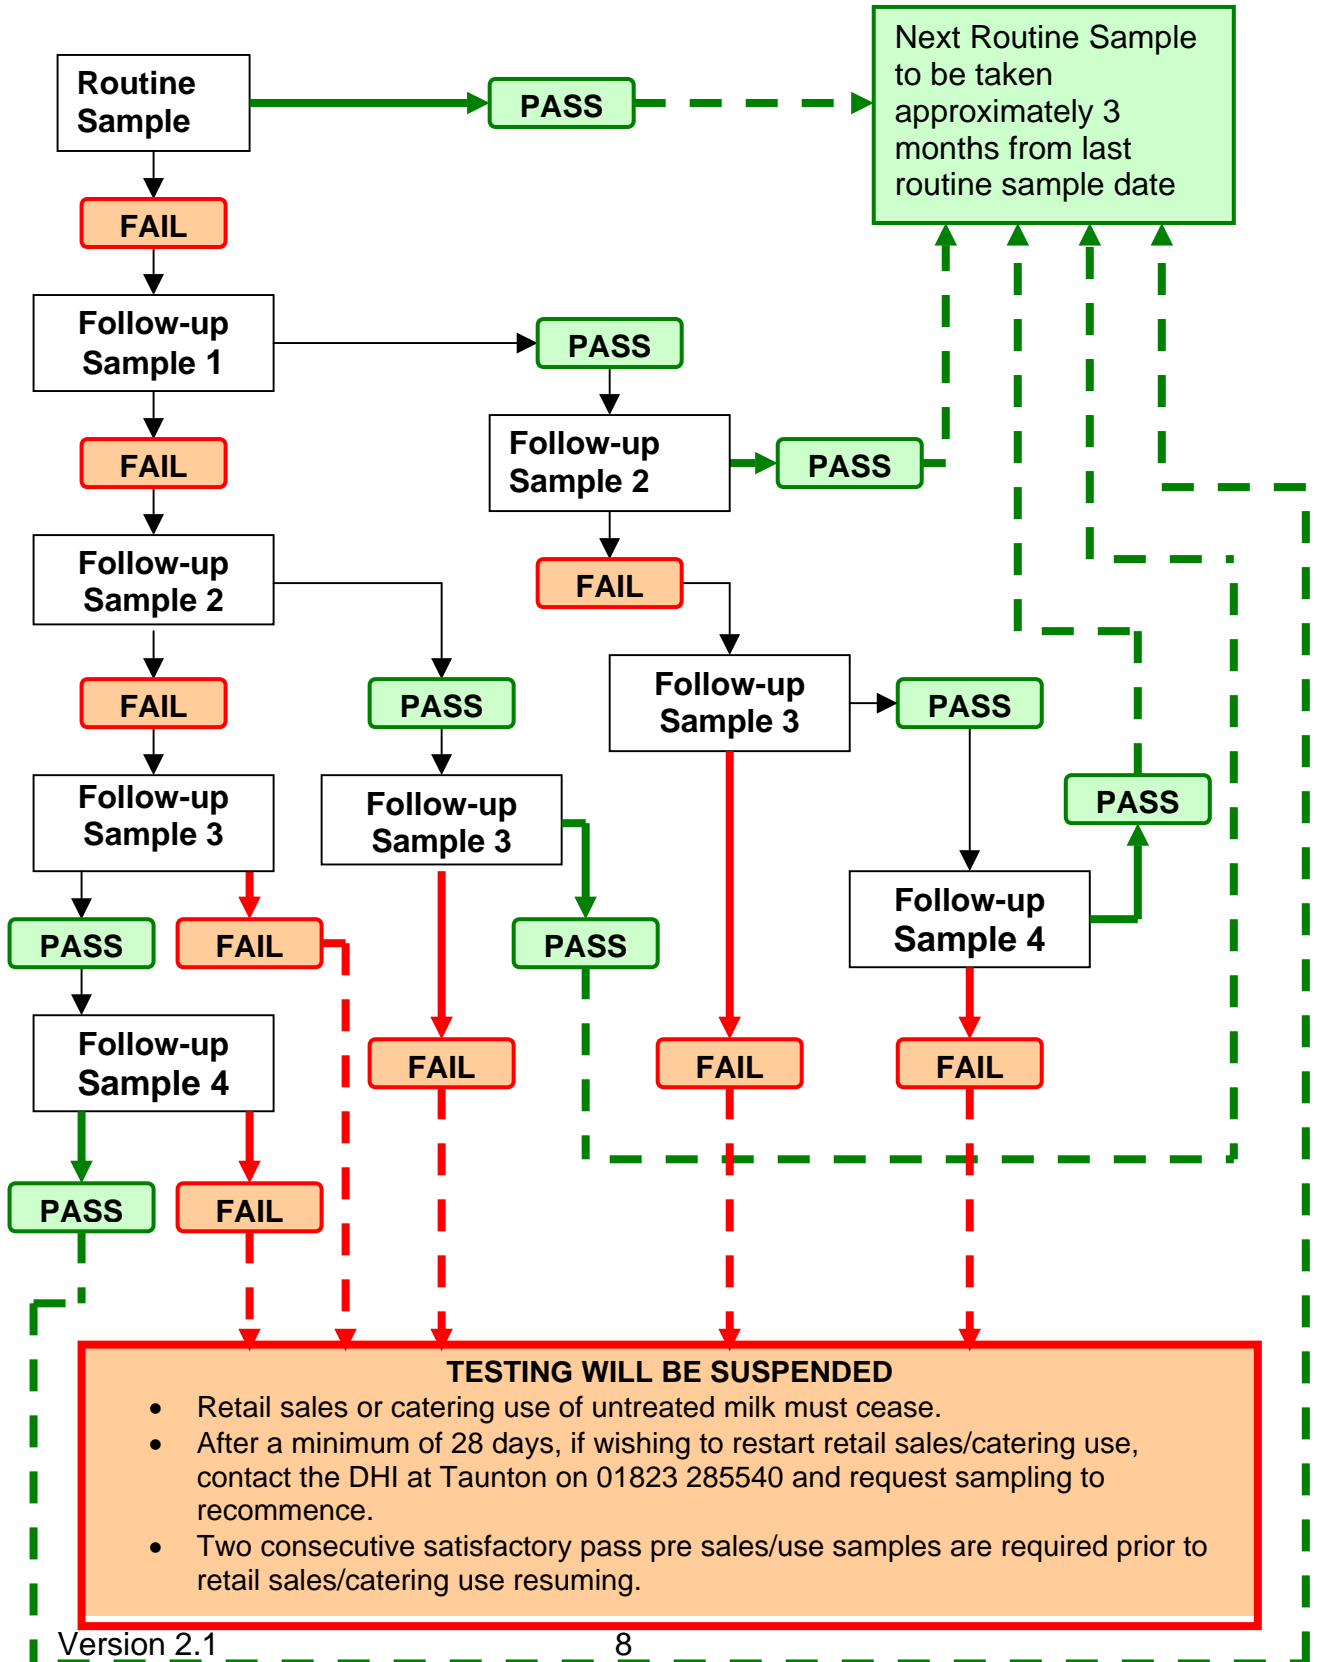 Routine
Sample
PASS
Next Routine Sample
to be taken
approximately 3
months from last
routine sample date
FAIL
Follow-up
Sample 1
PASS
FAIL
Follow-up
Sample 2
PASS
FAIL
Follow-up
Sample 2
FAIL
PASS
Follow-up
Sample 3
PASS
Follow-up
Sample 3
Follow-up
Sample 3
PASS
Follow-up
Sample 4
PASS
FAIL
PASS
Follow-up
Sample 4
FAIL
FAIL
FAIL
PASS
FAIL
TESTING WILL BE SUSPENDED
• Retail sales or catering use of untreated milk must cease.
• After a minimum of 28 days, if wishing to restart retail sales/catering use,
contact the DHI at Taunton on 01823 285540 and request sampling to
recommence.
• Two consecutive satisfactory pass pre sales/use samples are required prior to
retail sales/catering use resuming.
Version 2.1 8